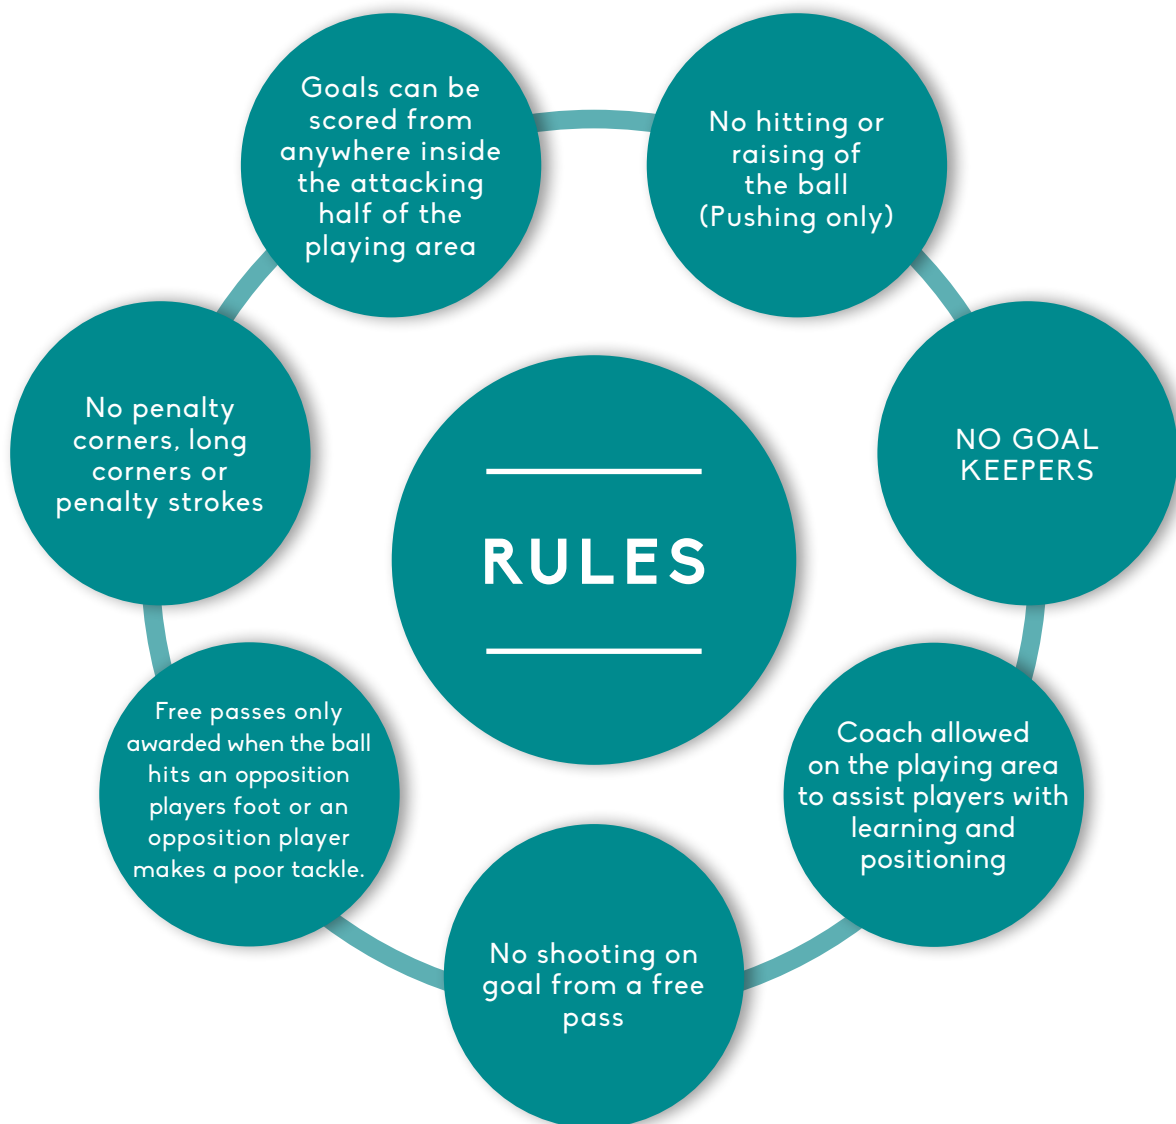 Goals can be
scored from
anywhere inside
the attacking
half of the
playing area
No hitting or
raising of
the ball
(Pushing only)
NO GOAL
KEEPERS
Coach allowed
on the playing area
to assist players with
learning and
positioning
No shooting on
goal from a free
pass
Free passes only
awarded when the ball
hits an opposition
players foot or an
opposition player
makes a poor tackle.
No penalty
corners, long
corners or
penalty strokes
RULES